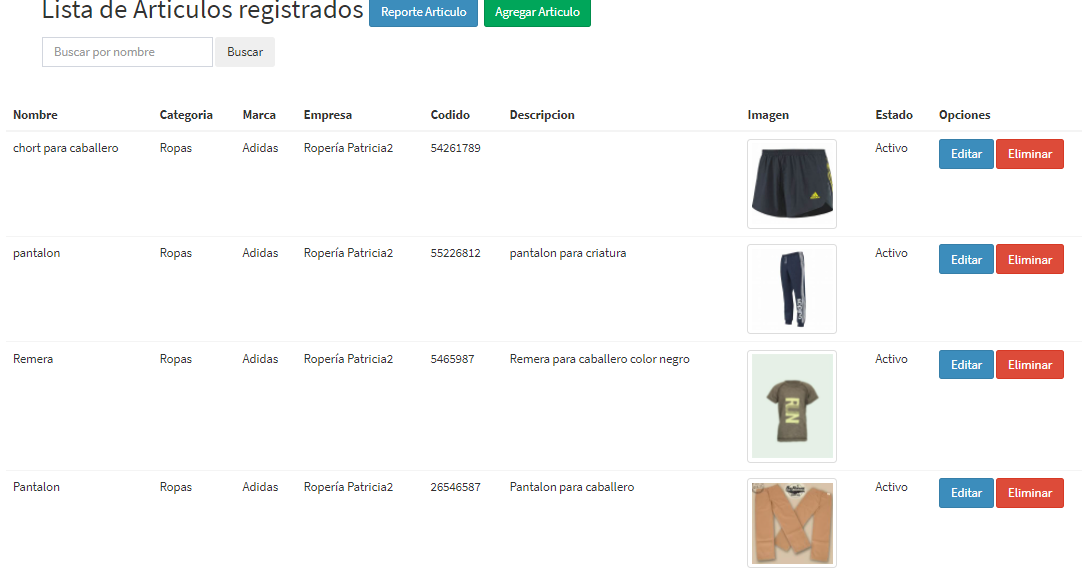 Lista de Articulos registrados Reporte Articulo Agregar Articulo
Buscar por nombre Buscar
Nombre Categoria Marca Empresa Codido Descripcion Imagen Estado Opciones
chort para caballero Ropas Adidas Ropería Patricia2 54261789 Activo Editar Eliminar
pantalon Ropas Adidas Ropería Patricia2 55226812 pantalon para criatura Activo Editar Eliminar
Remera Ropas Adidas Ropería Patricia2 5465987 Remera para caballero color negro Activo Editar Eliminar
RUN
Pantalon Ropas Adidas Ropería Patricia2 26546587 Pantalon para caballero Activo Editar Eliminar